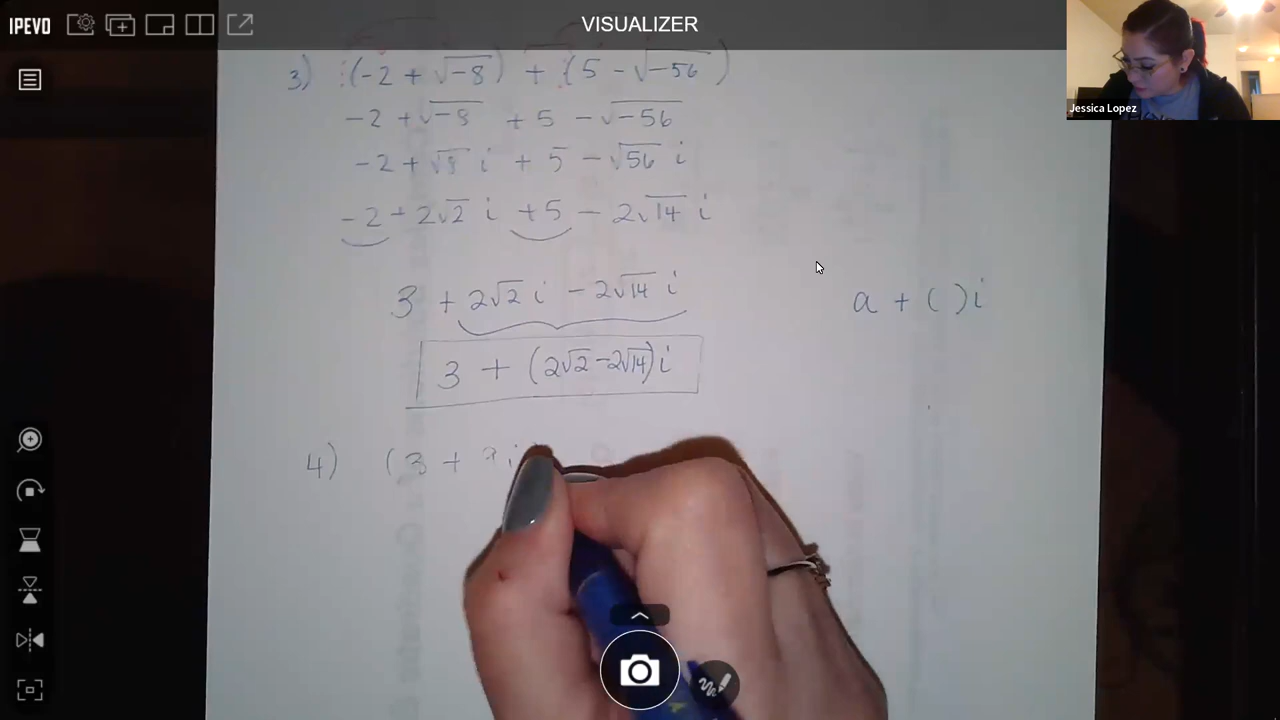 IPEVO
VISUALIZER
Jessica Lopez
3) (-2 + √-8) + (5 - √-56)
-2 + √-8 + 5 - √-56
-2 + √8 i + 5 - √56 i
-2 + 2√2 i + 5 - 2√14 i
3 + 2√2 i - 2√14 i
a + ( )i
3 + (2√2 - 2√14)i
4) (3 +